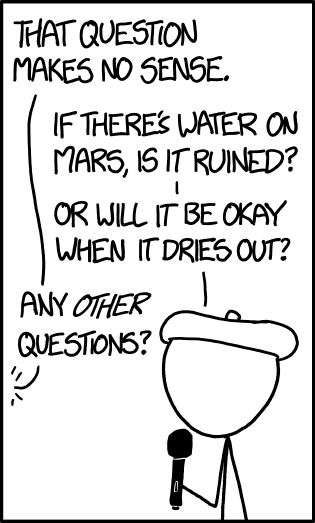 THAT QUESTION
MAKES NO SENSE.
IF THERE'S WATER ON
MARS, IS IT RUINED?
OR WILL IT BE OKAY
WHEN IT DRIES OUT?
ANY OTHER
QUESTIONS?